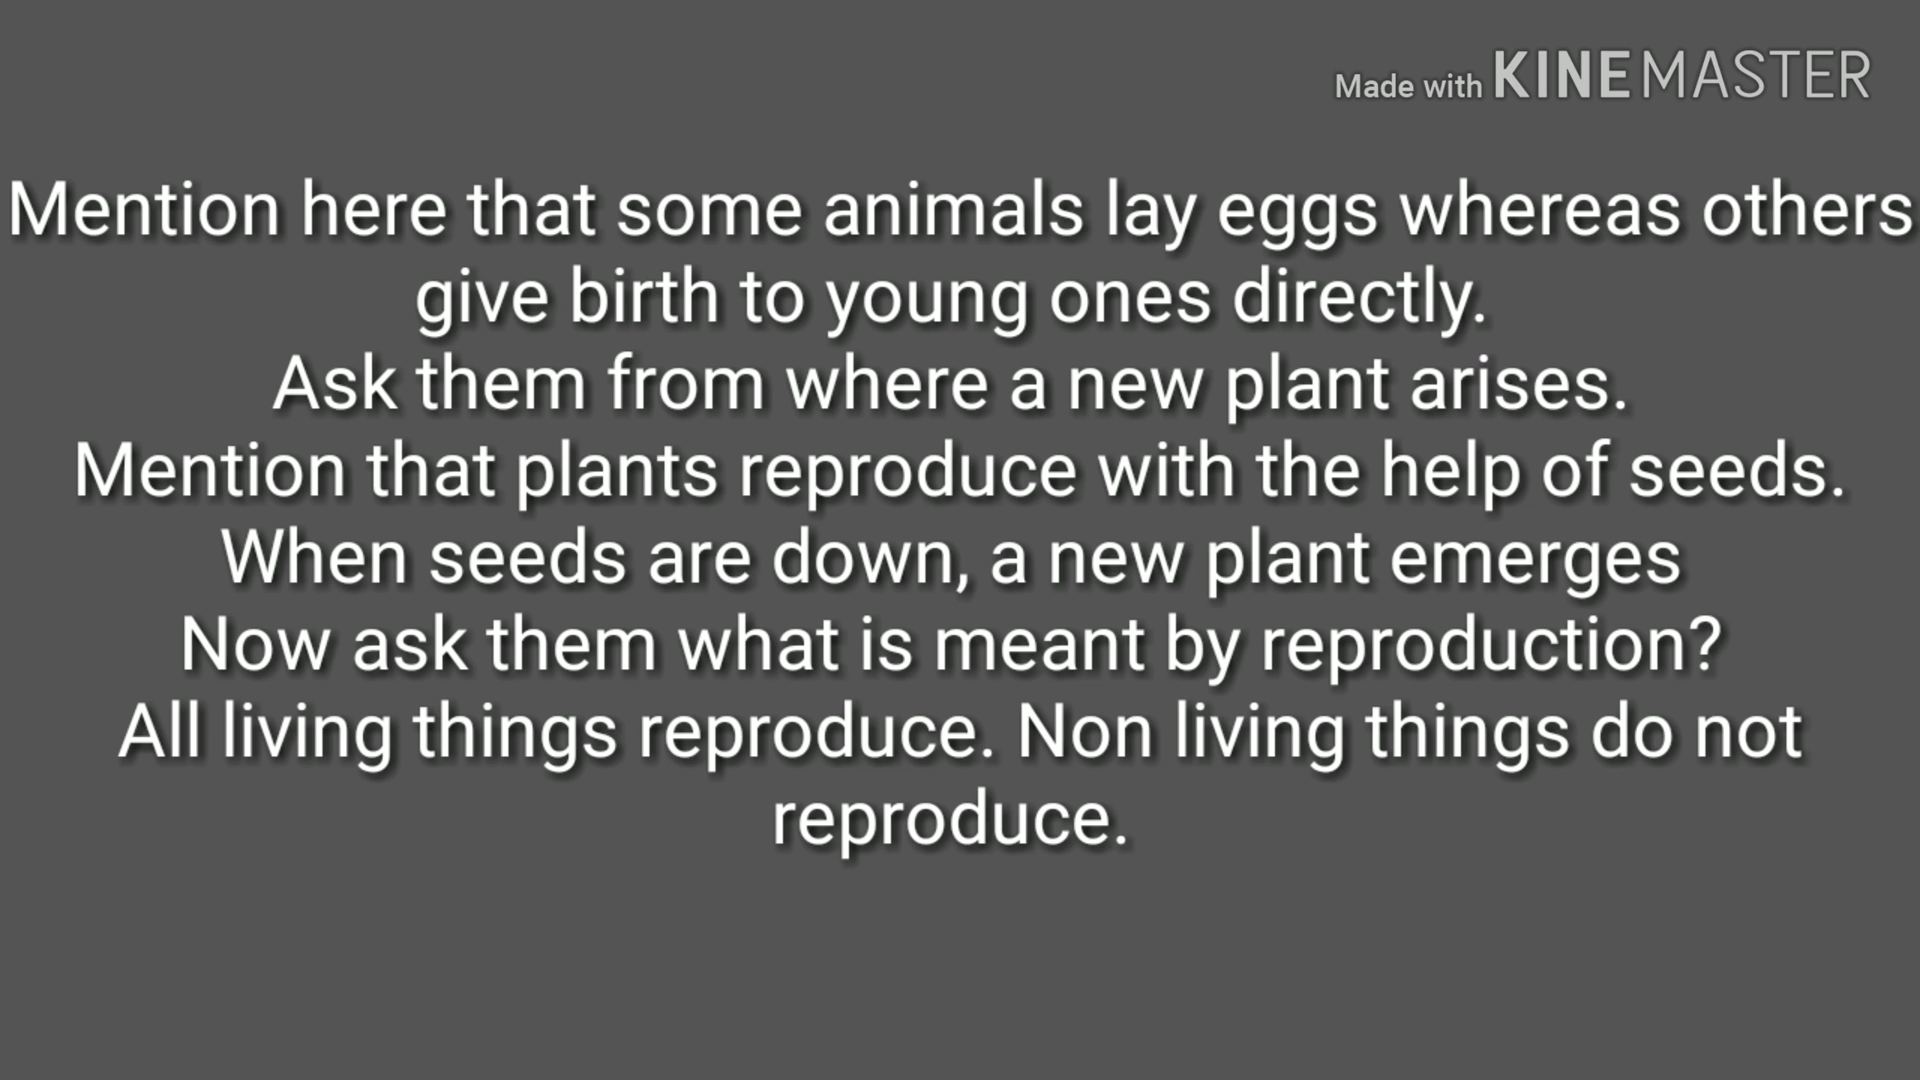 Made with KINEMASTER
Mention here that some animals lay eggs whereas others
give birth to young ones directly.
Ask them from where a new plant arises.
Mention that plants reproduce with the help of seeds.
When seeds are down, a new plant emerges
Now ask them what is meant by reproduction?
All living things reproduce. Non living things do not
reproduce.